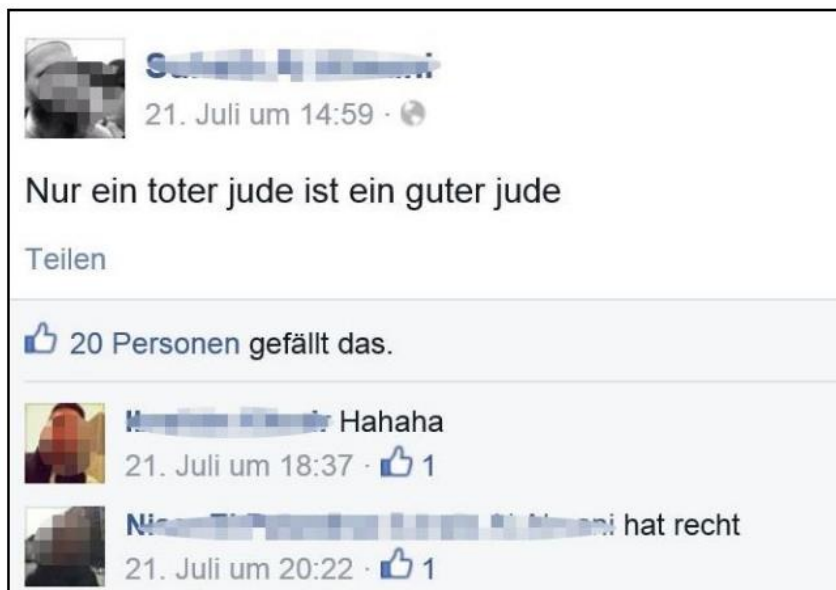 21. Juli um 14:59 ·
Nur ein toter jude ist ein guter jude
Teilen
20 Personen gefällt das.
Hahaha
21. Juli um 18:37 · 1
hat recht
21. Juli um 20:22 · 1